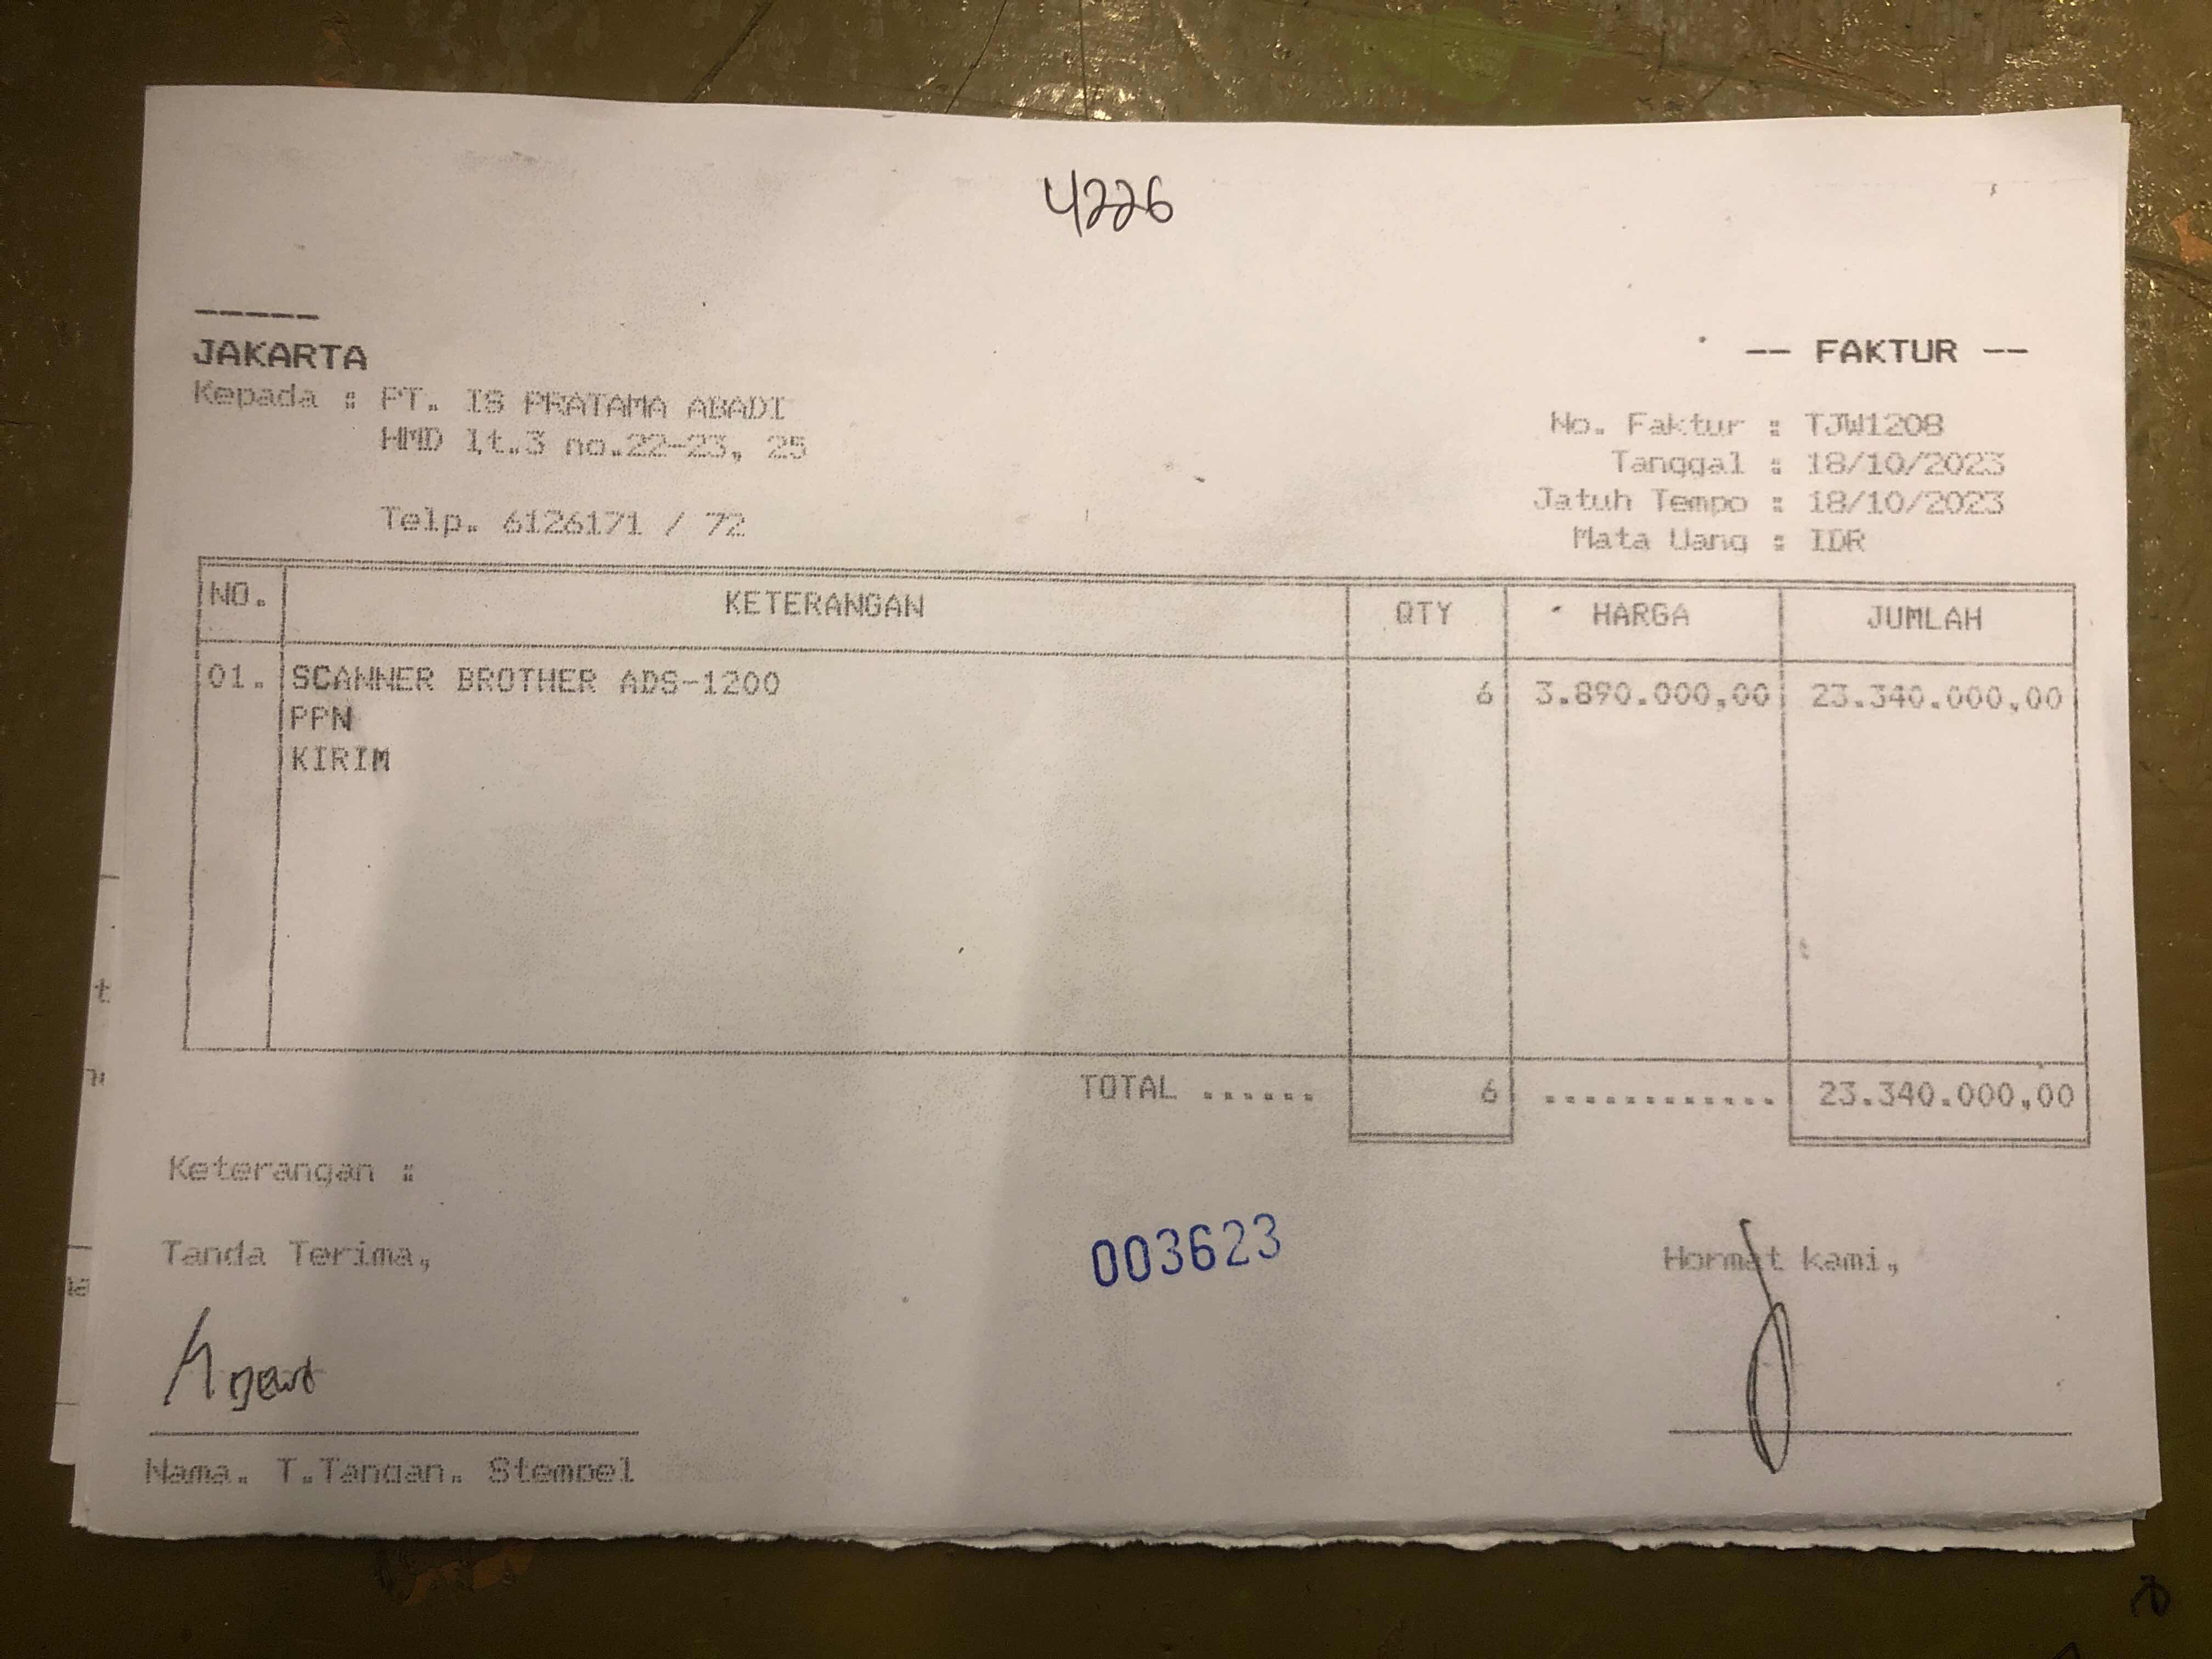 4226
-----
JAKARTA
-- FAKTUR --
Kepada : PT. IS PRATAMA ABADI
HMD lt.3 no.22-23, 25
Telp. 6126171 / 72
No. Faktur : TJW1208
Tanggal : 18/10/2023
Jatuh Tempo : 18/10/2023
Mata Uang : IDR
NO. KETERANGAN QTY HARGA JUMLAH
01. SCANNER BROTHER ADS-1200 6 3.890.000,00 23.340.000,00
PPN
KIRIM
TOTAL ...... 6 ............ 23.340.000,00
Keterangan :
Tanda Terima,
003623
Hormat kami,
Nama. T.Tangan. Stempel